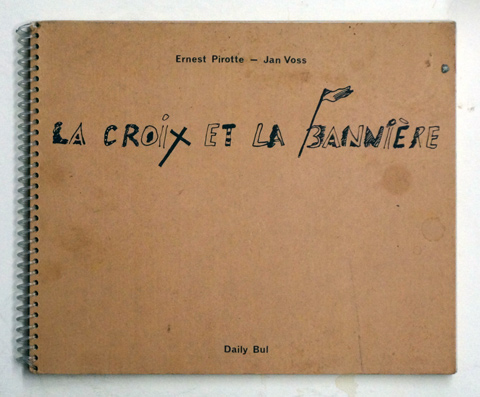 Ernest Pirotte – Jan Voss
LA CROIX ET LA BANNIÈRE
Daily Bul